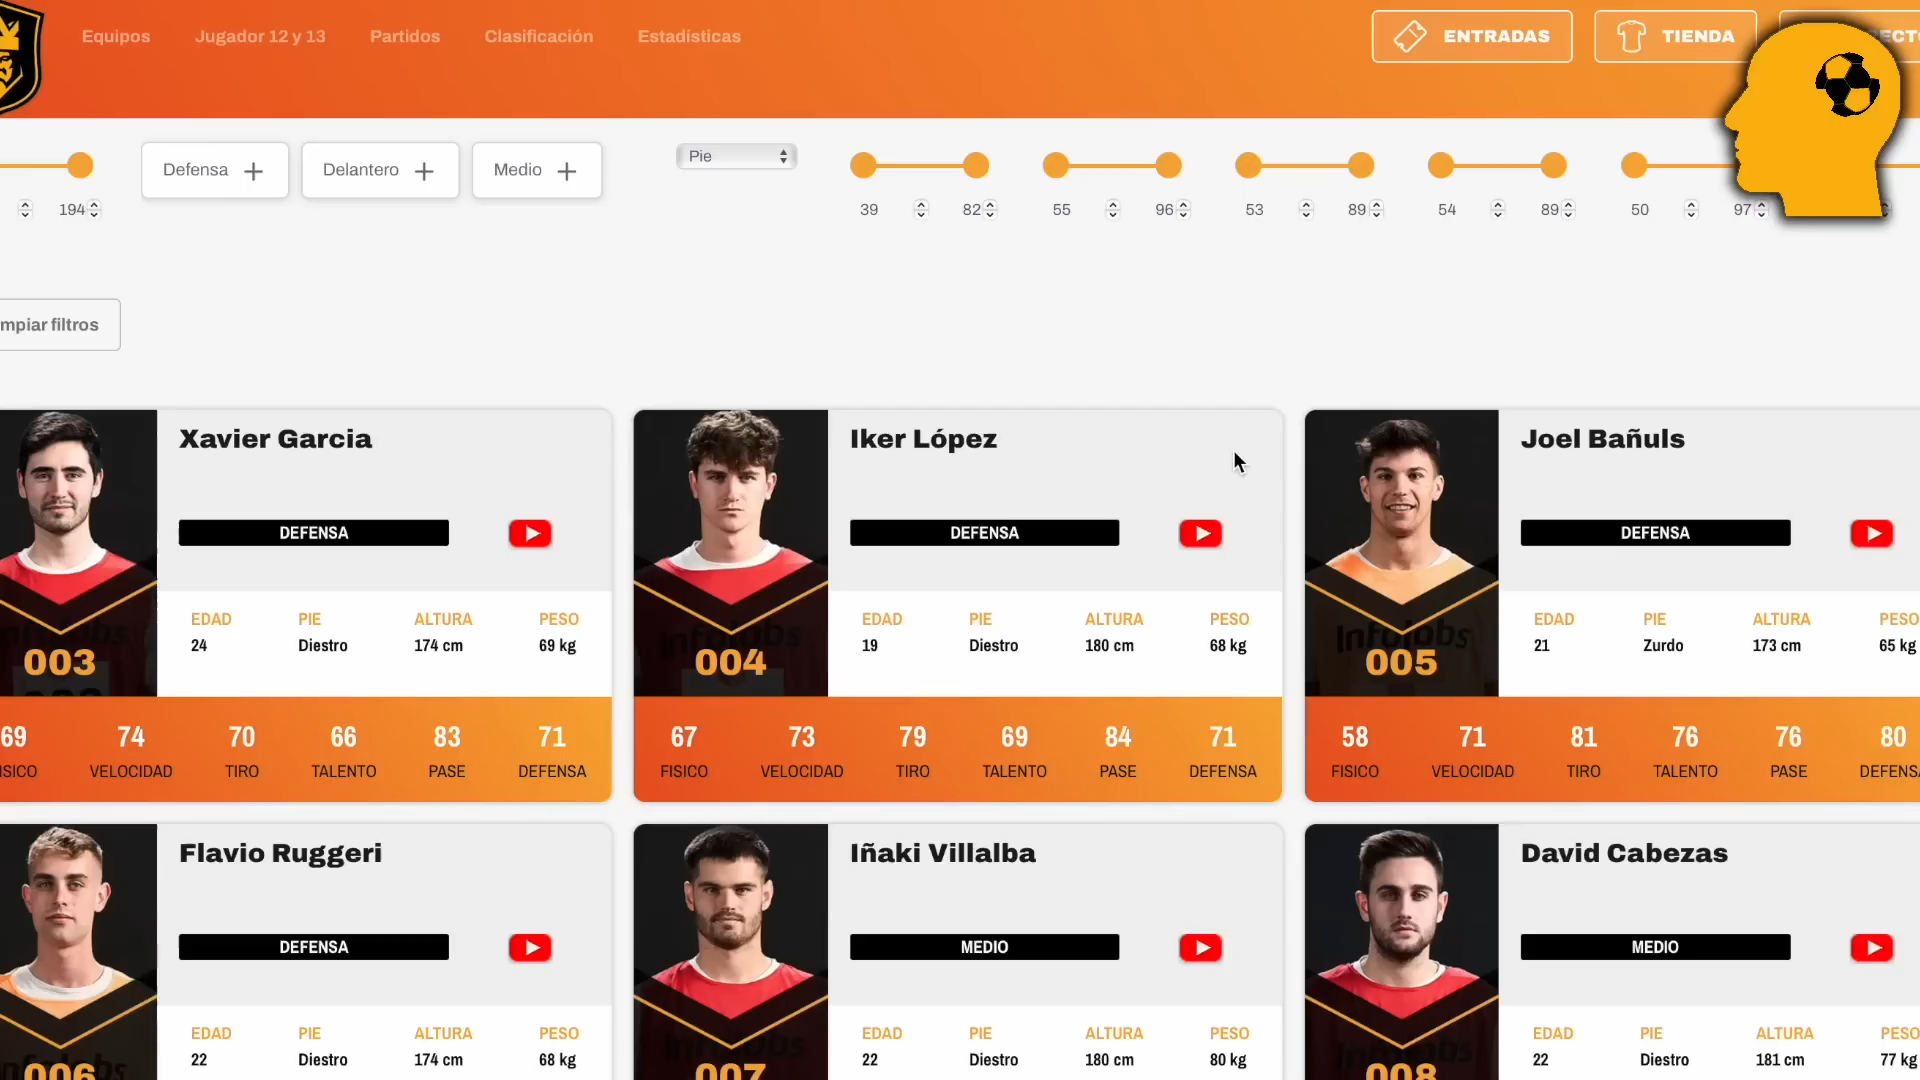 Equipos Jugador 12 y 13 Partidos Clasificación Estadísticas ENTRADAS TIENDA
Defensa + Delantero + Medio + Pie
194 39 82 55 96 53 89 54 89 50 97
mpiar filtros
Xavier Garcia
DEFENSA
EDAD PIE ALTURA PESO
24 Diestro 174 cm 69 kg
003
69 74 70 66 83 71
ISICO VELOCIDAD TIRO TALENTO PASE DEFENSA
Iker López
DEFENSA
EDAD PIE ALTURA PESO
19 Diestro 180 cm 68 kg
InfoJobs
004
67 73 79 69 84 71
FISICO VELOCIDAD TIRO TALENTO PASE DEFENSA
Joel Bañuls
DEFENSA
EDAD PIE ALTURA PESO
21 Zurdo 173 cm 65 kg
InfoJobs
005
58 71 81 76 76 80
FISICO VELOCIDAD TIRO TALENTO PASE DEFENSA
Flavio Ruggeri
DEFENSA
EDAD PIE ALTURA PESO
22 Diestro 174 cm 68 kg
006
Iñaki Villalba
MEDIO
EDAD PIE ALTURA PESO
22 Diestro 180 cm 80 kg
007
David Cabezas
MEDIO
EDAD PIE ALTURA PESO
22 Diestro 181 cm 77 kg
008